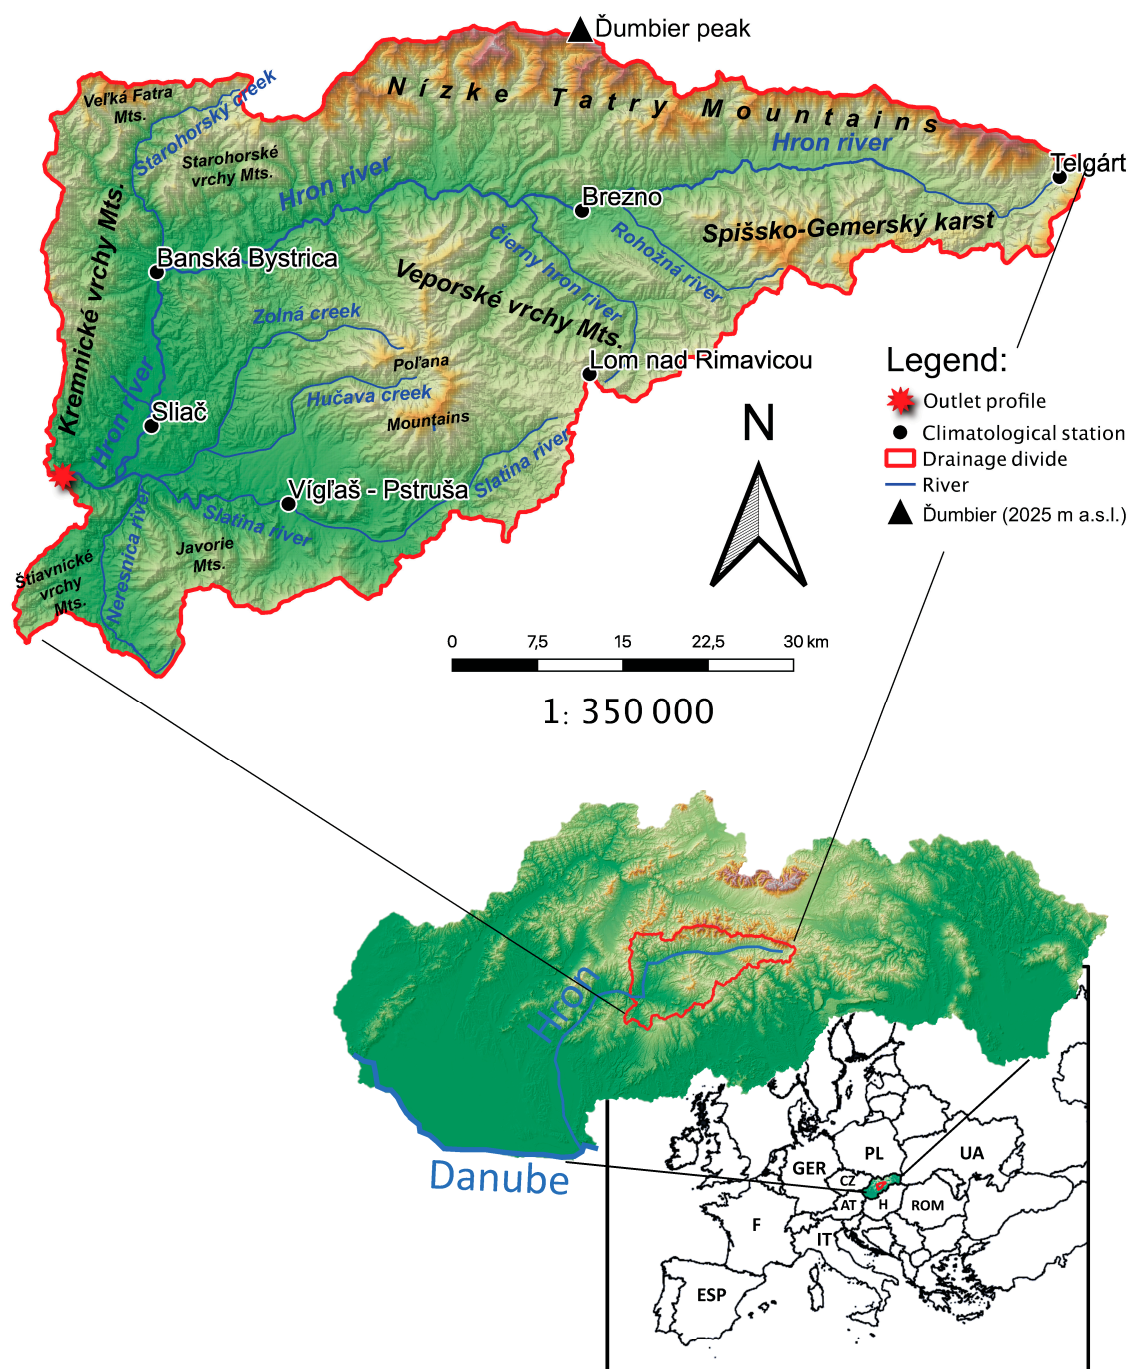 Ďumbier peak
Nízke Tatry Mountains
Veľká Fatra
Mts.
Starohorský creek
Starohorské
vrchy Mts.
Hron river
Hron river
Telgárt
Brezno
Spišsko-Gemerský karst
Rohožná river
Čierny hron river
Kremnické vrchy Mts.
Banská Bystrica
Veporské vrchy Mts.
Zolná creek
Poľana
Mountains
Hučava creek
Lom nad Rimavicou
Hron river
Sliač
Slatina river
Vígľaš - Pstruša
Slatina river
Neresnica river
Javorie
Mts.
Štiavnické
vrchy
Mts.
Legend:
Outlet profile
Climatological station
Drainage divide
River
Ďumbier (2025 m a.s.l.)
N
0 7,5 15 22,5 30 km
1: 350 000
Hron
Danube
PL
UA
GER
CZ
AT
H
ROM
F
IT
ESP